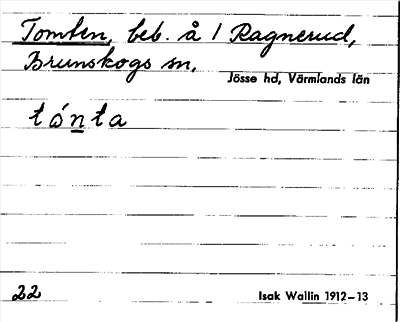 Tomten, beb. å 1 Ragnerud,
Brunskogs sn.
Jösse hd, Värmlands län
tónta
22
Isak Wallin 1912-13